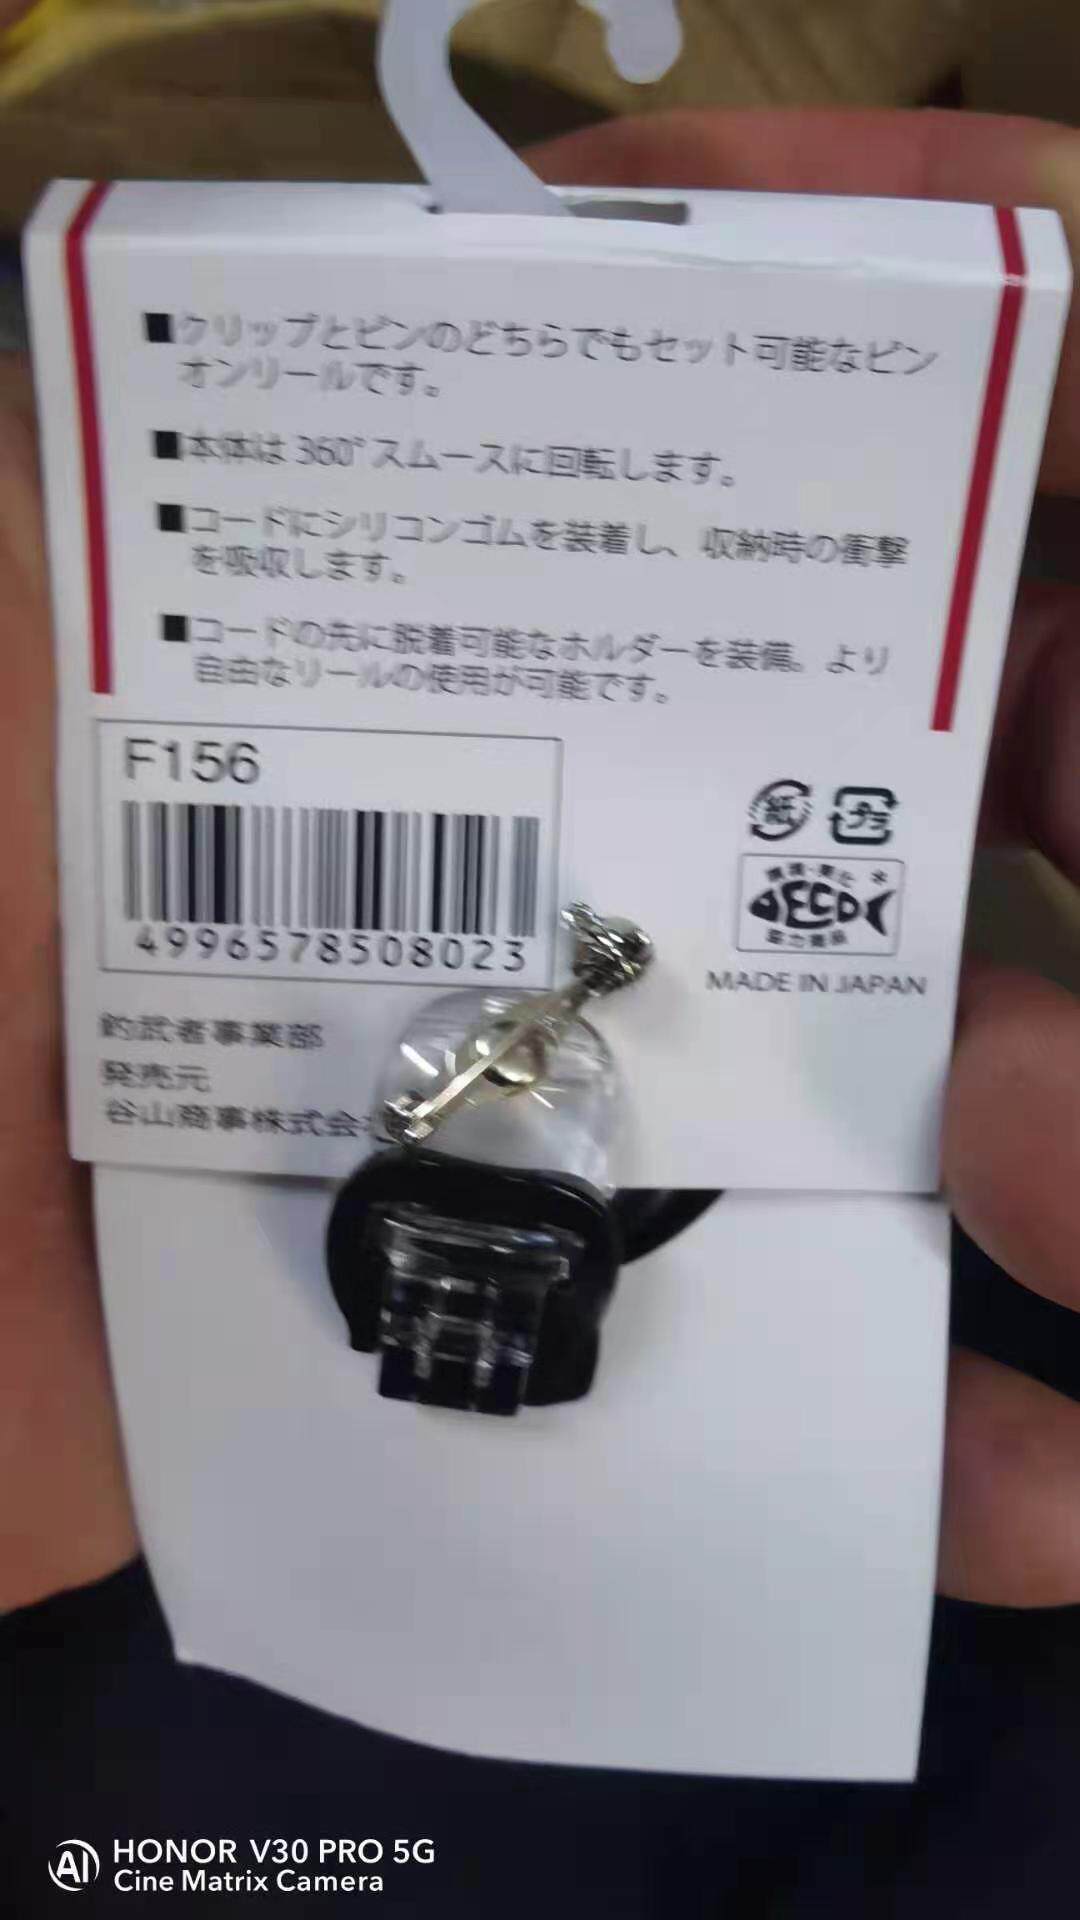 ■クリップとピンのどちらでもセット可能なピン
オンリールです。
■本体は360°スムースに回転します。
■コードにシリコンゴムを装着し、収納時の衝撃
を吸収します。
■コードの先に脱着可能なホルダーを装備。より
自由なリールの使用が可能です。
F156
4996578508023
紙
プラ
ECO
MADE IN JAPAN
釣武者事業部
発売元
谷山商事株式会
HONOR V30 PRO 5G
Cine Matrix Camera